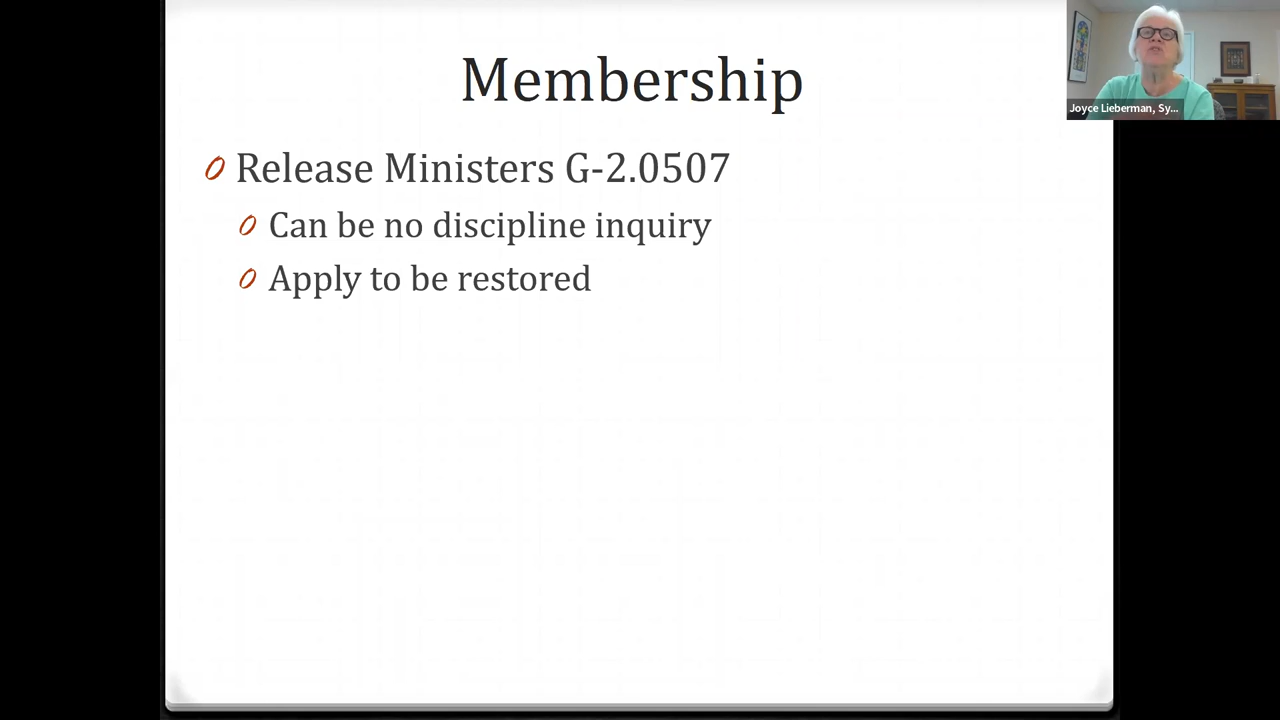 Membership
Release Ministers G-2.0507
Can be no discipline inquiry
Apply to be restored
Joyce Lieberman, Sy...